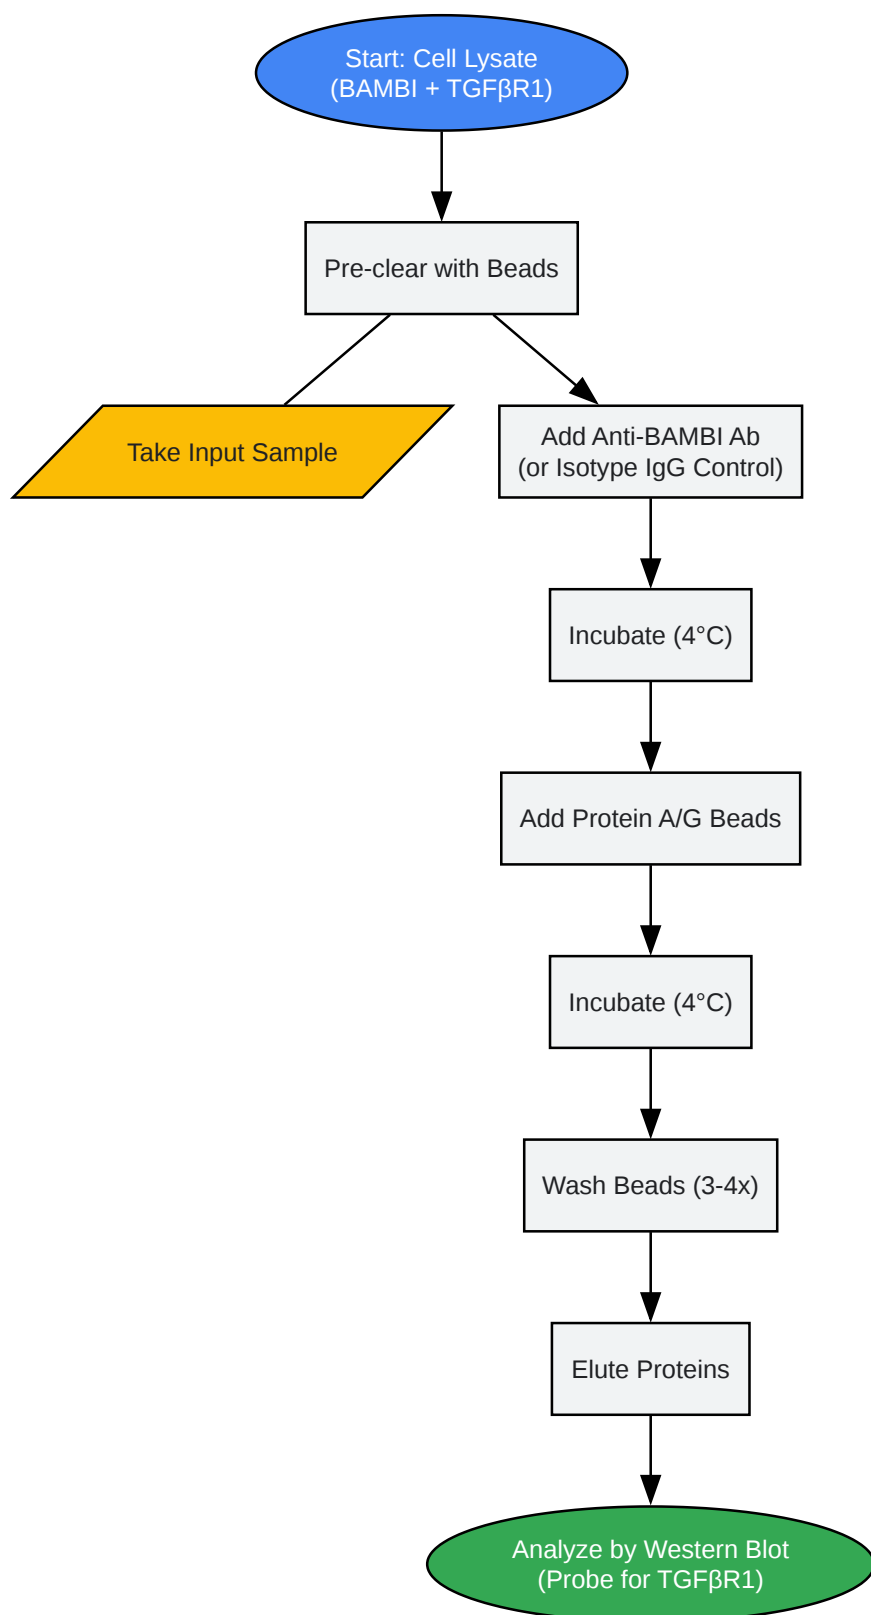 Start: Cell Lysate
(BAMBI + TGFβR1)
Pre-clear with Beads
Take Input Sample
Add Anti-BAMBI Ab
(or Isotype IgG Control)
Incubate (4°C)
Add Protein A/G Beads
Incubate (4°C)
Wash Beads (3-4x)
Elute Proteins
Analyze by Western Blot
(Probe for TGFβR1)